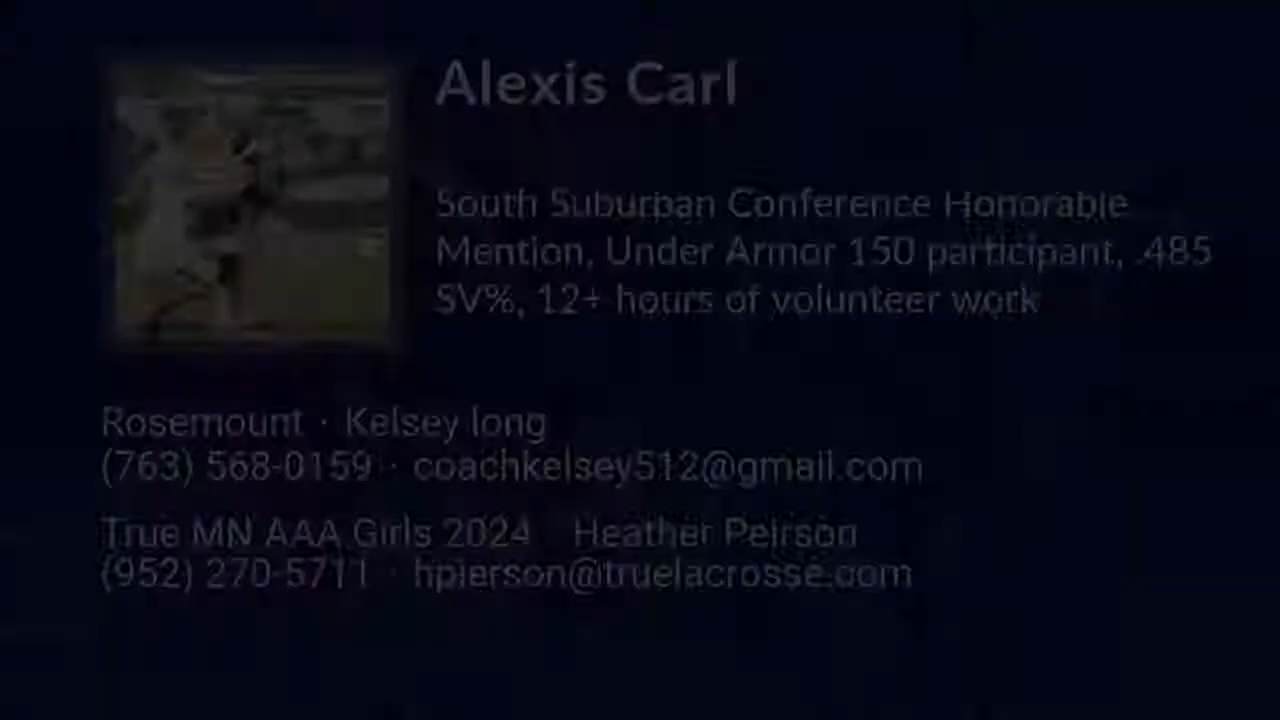 Alexis Carl
South Suburban Conference Honorable
Mention, Under Armor 150 participant, .485
SV%, 12+ hours of volunteer work
Rosemount · Kelsey long
(763) 568-0159 · coachkelsey512@gmail.com
True MN AAA Girls 2024 · Heather Peirson
(952) 270-5711 · hpierson@truelacrosse.com